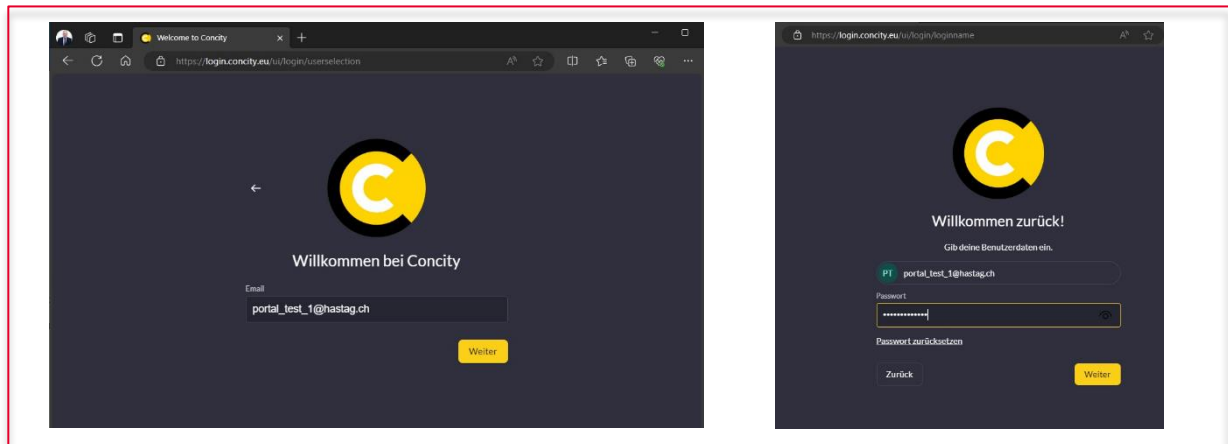 Welcome to Concity
https://login.concity.eu/ui/login/userselection
Willkommen bei Concity
Email
portal_test_1@hastag.ch
Weiter
https://login.concity.eu/ui/login/loginname
Willkommen zurück!
Gib deine Benutzerdaten ein.
PT portal_test_1@hastag.ch
Passwort
Passwort zurücksetzen
Zurück Weiter